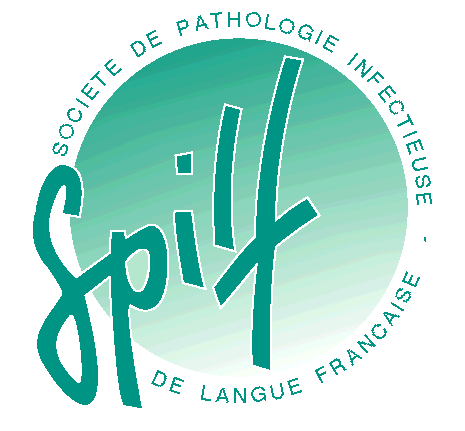 SOCIETE DE PATHOLOGIE INFECTIEUSE -
DE LANGUE FRANCAISE
Spilf